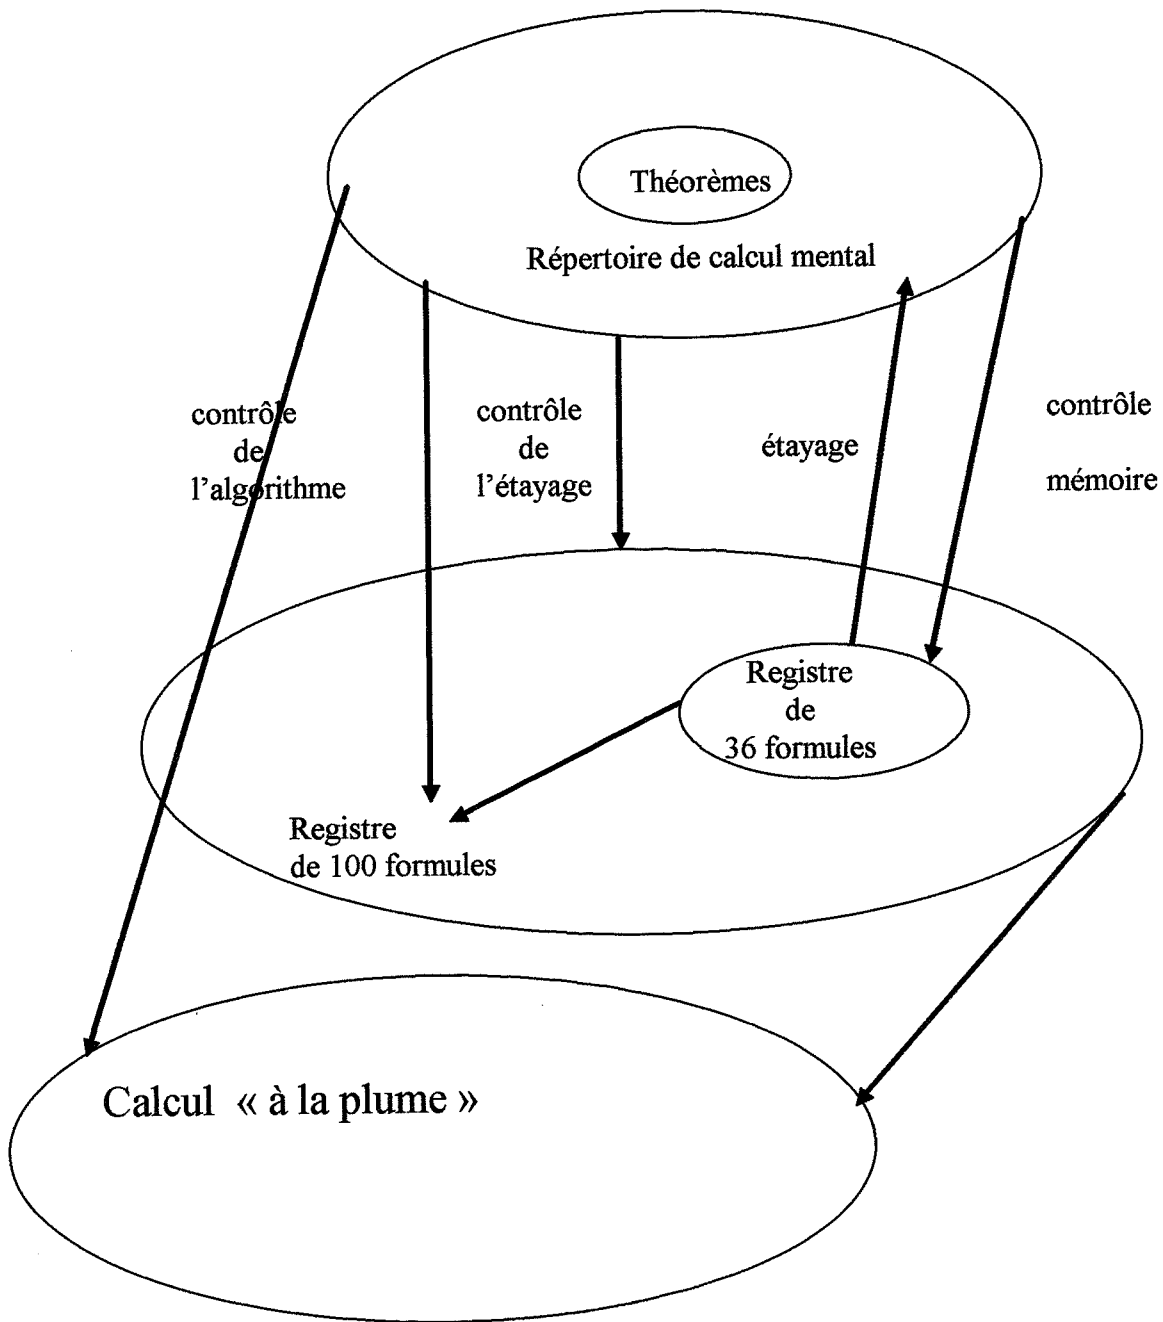 Théorèmes
Répertoire de calcul mental
contrôle
de
l'algorithme
contrôle
de
l'étayage
étayage
contrôle
mémoire
Registre
de
36 formules
Registre
de 100 formules
Calcul « à la plume »